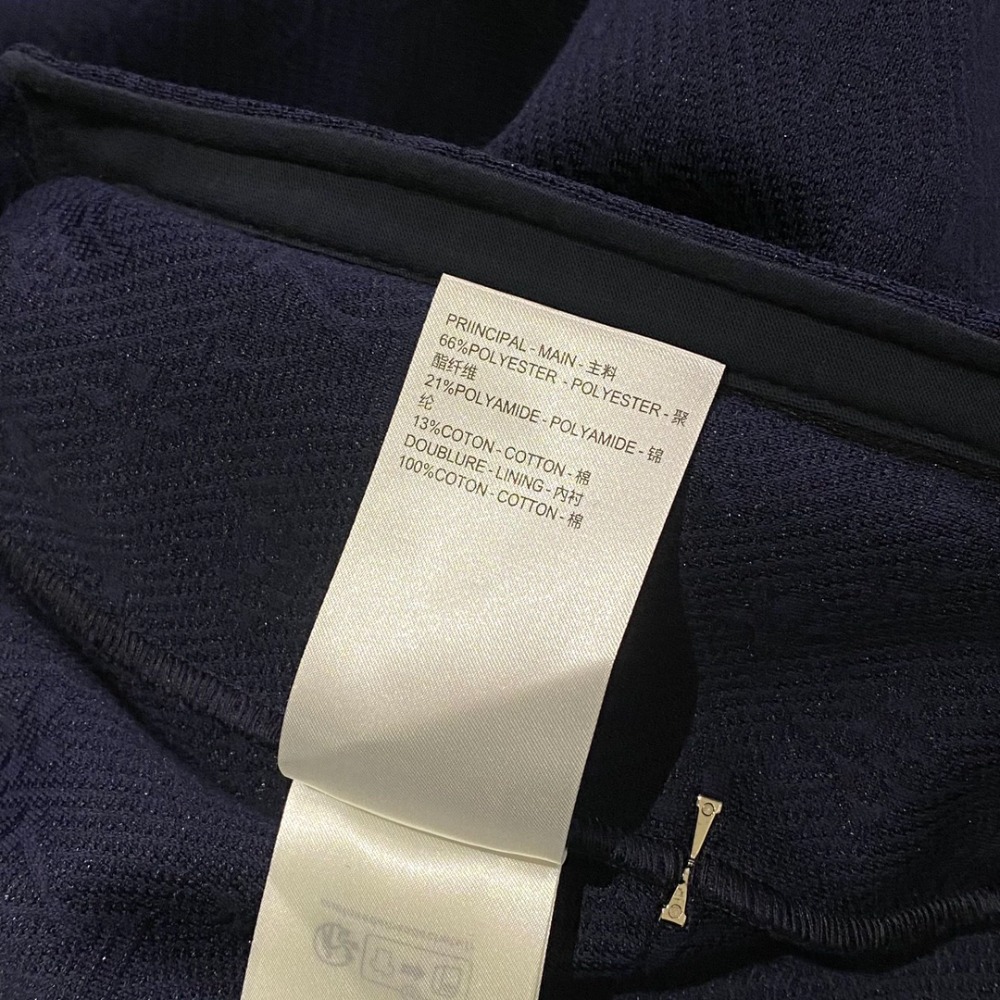 PRIINCIPAL - MAIN - 主料
66%POLYESTER - POLYESTER - 聚
酯纤维
21%POLYAMIDE - POLYAMIDE - 锦
纶
13%COTON - COTTON - 棉
DOUBLURE - LINING - 内衬
100%COTON - COTTON - 棉